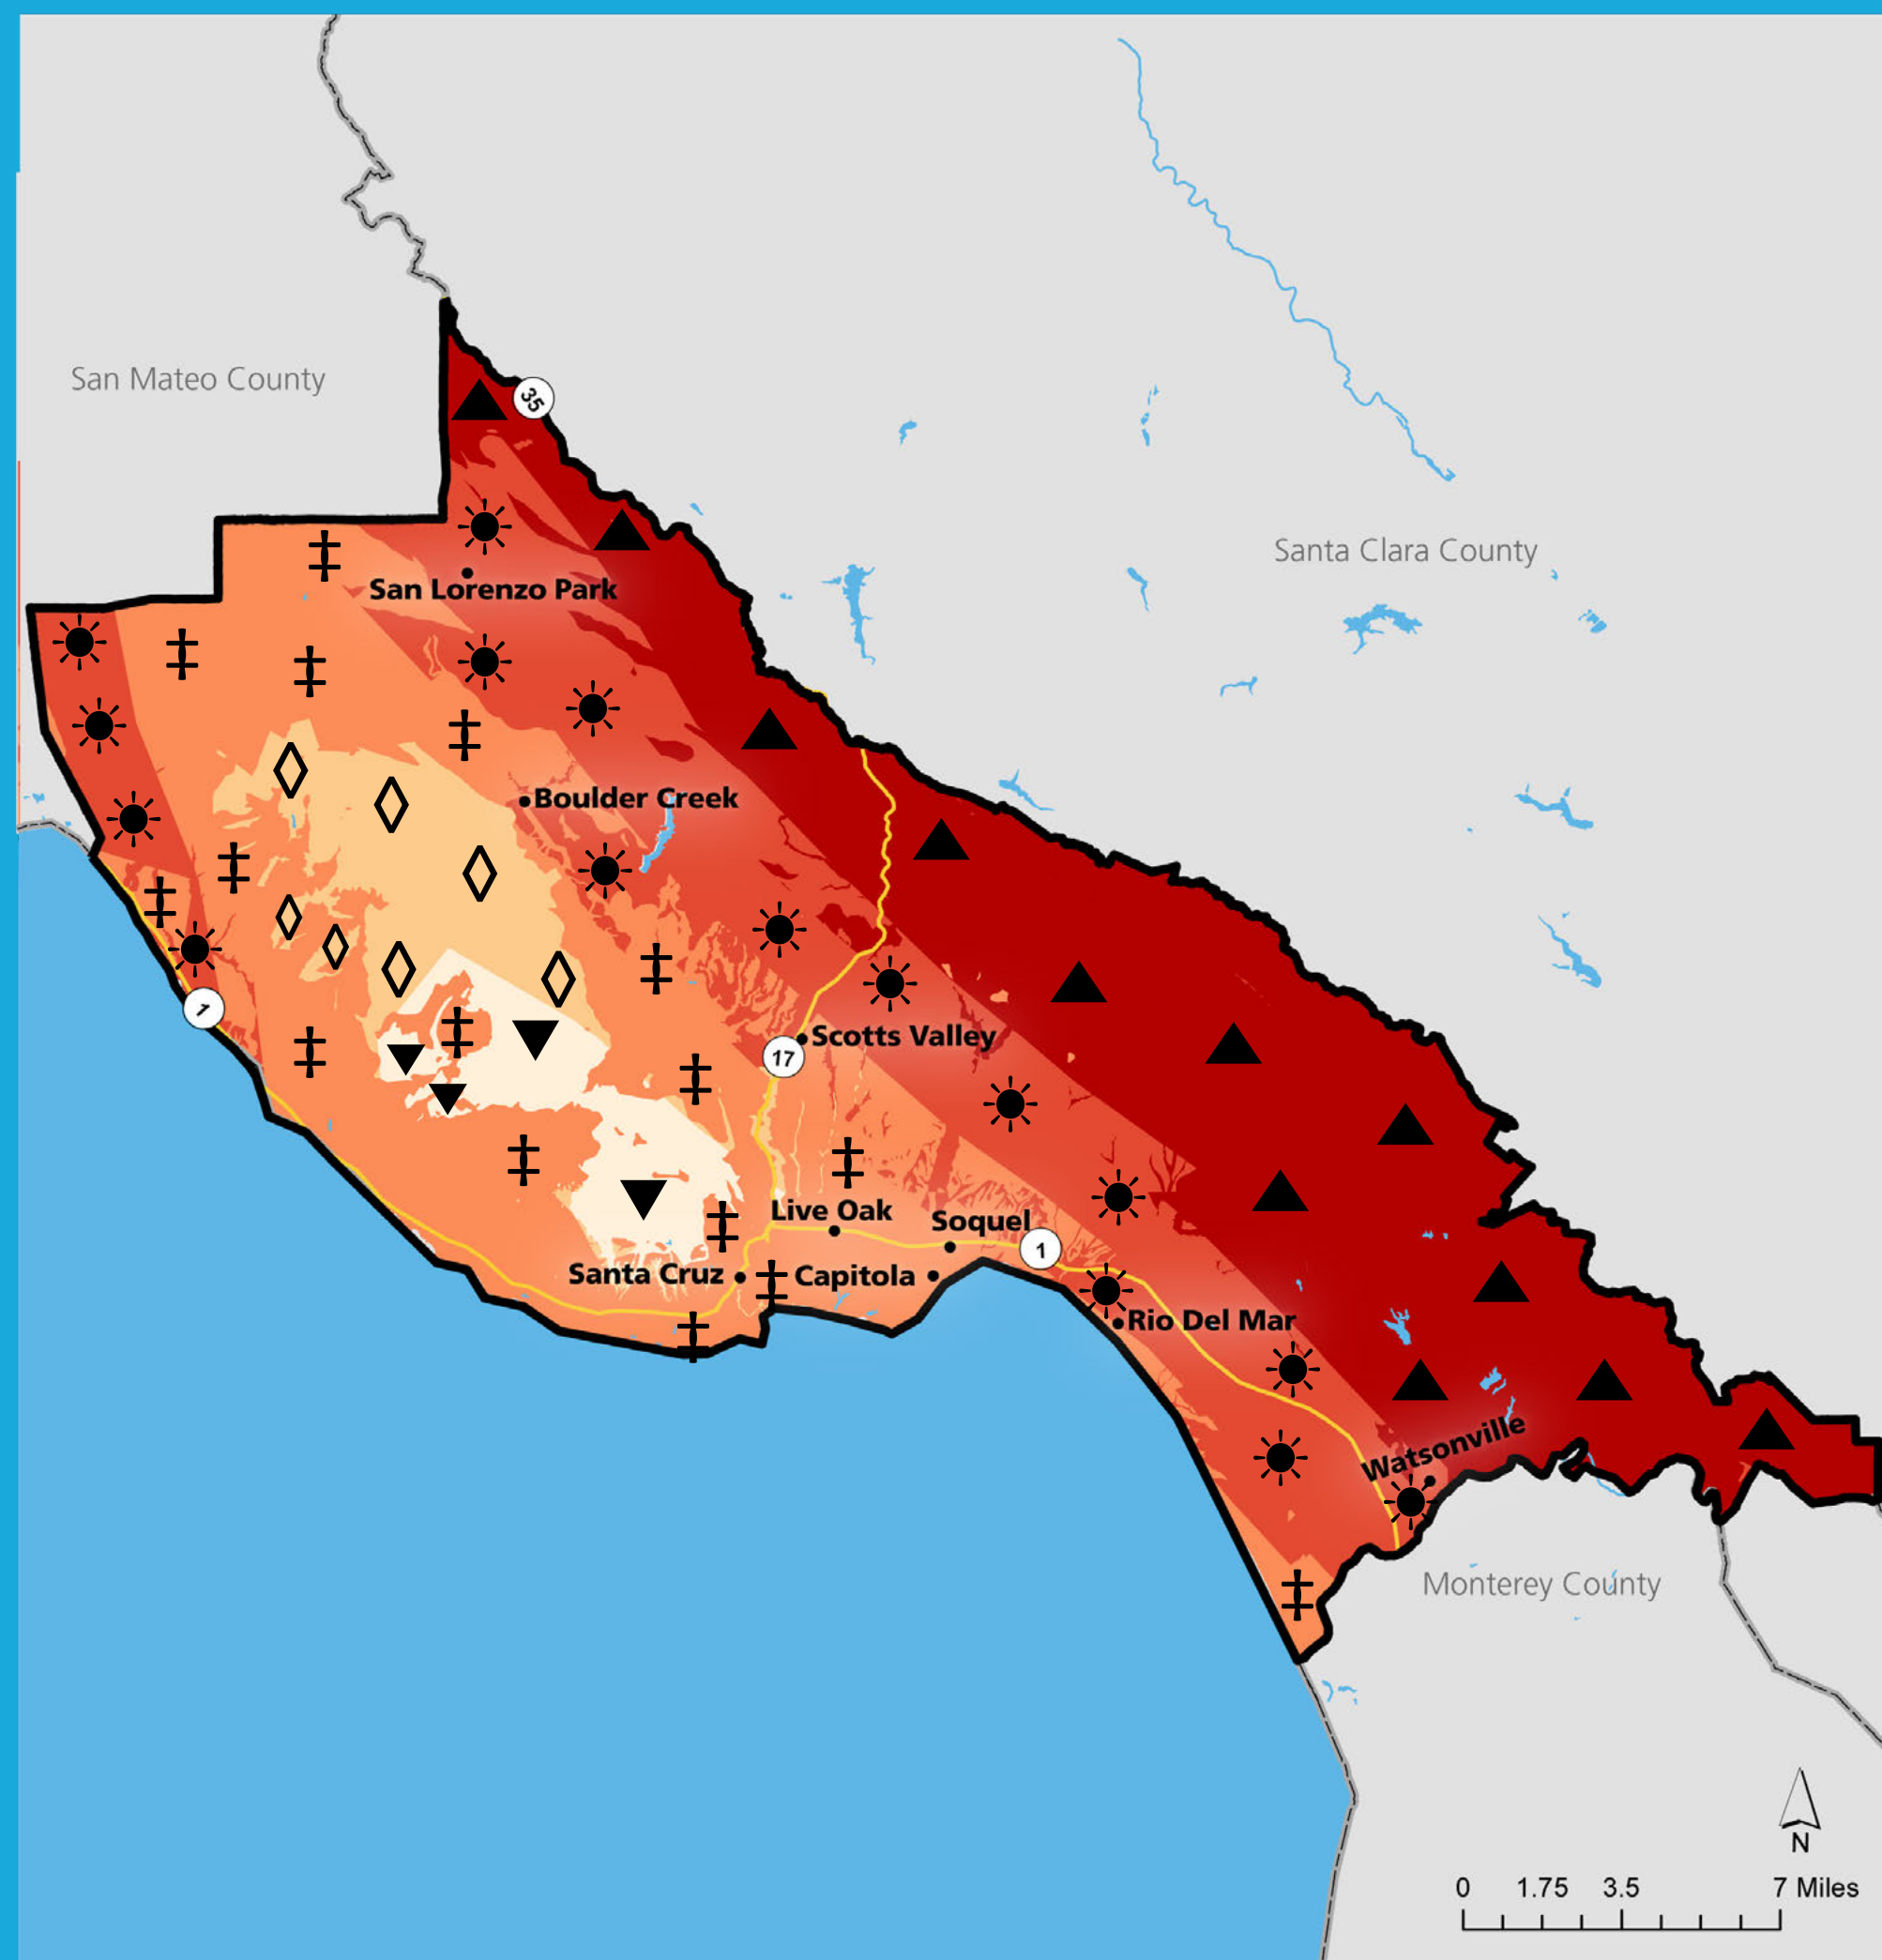 San Mateo County
35
Santa Clara County
San Lorenzo Park
Boulder Creek
1
Scotts Valley
17
Live Oak
Soquel
1
Santa Cruz
Capitola
Rio Del Mar
Watsonville
Monterey County
N
0 1.75 3.5 7 Miles